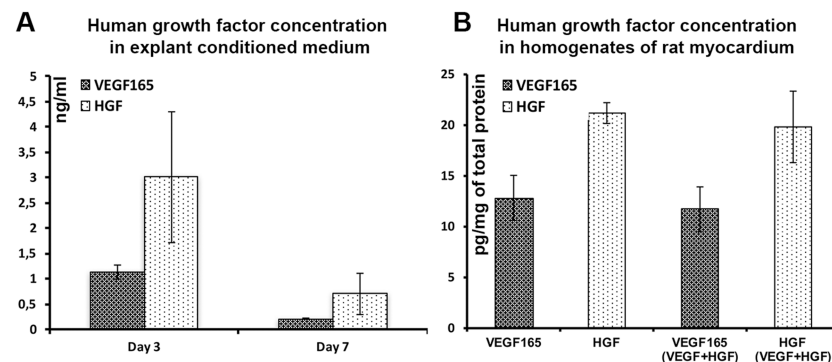 A
Human growth factor concentration
in explant conditioned medium
ng/ml
VEGF165
HGF
5
4,5
4
3,5
3
2,5
2
1,5
1
0,5
0
Day 3
Day 7
B
Human growth factor concentration
in homogenates of rat myocardium
pg/mg of total protein
VEGF165
HGF
25
20
15
10
5
0
VEGF165
HGF
VEGF165
(VEGF+HGF)
HGF
(VEGF+HGF)